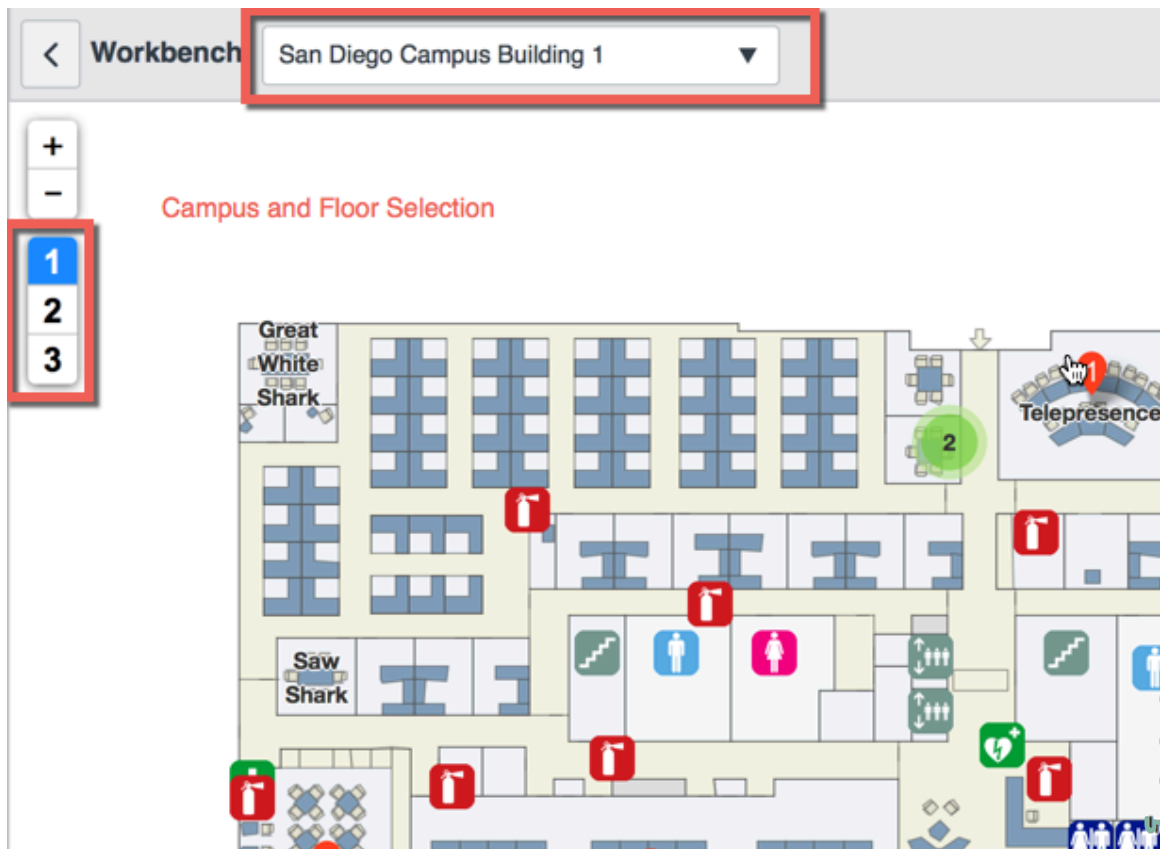 Workbench
San Diego Campus Building 1
+
−
Campus and Floor Selection
1
2
3
Great
White
Shark
1
Telepresence
2
Saw
Shark